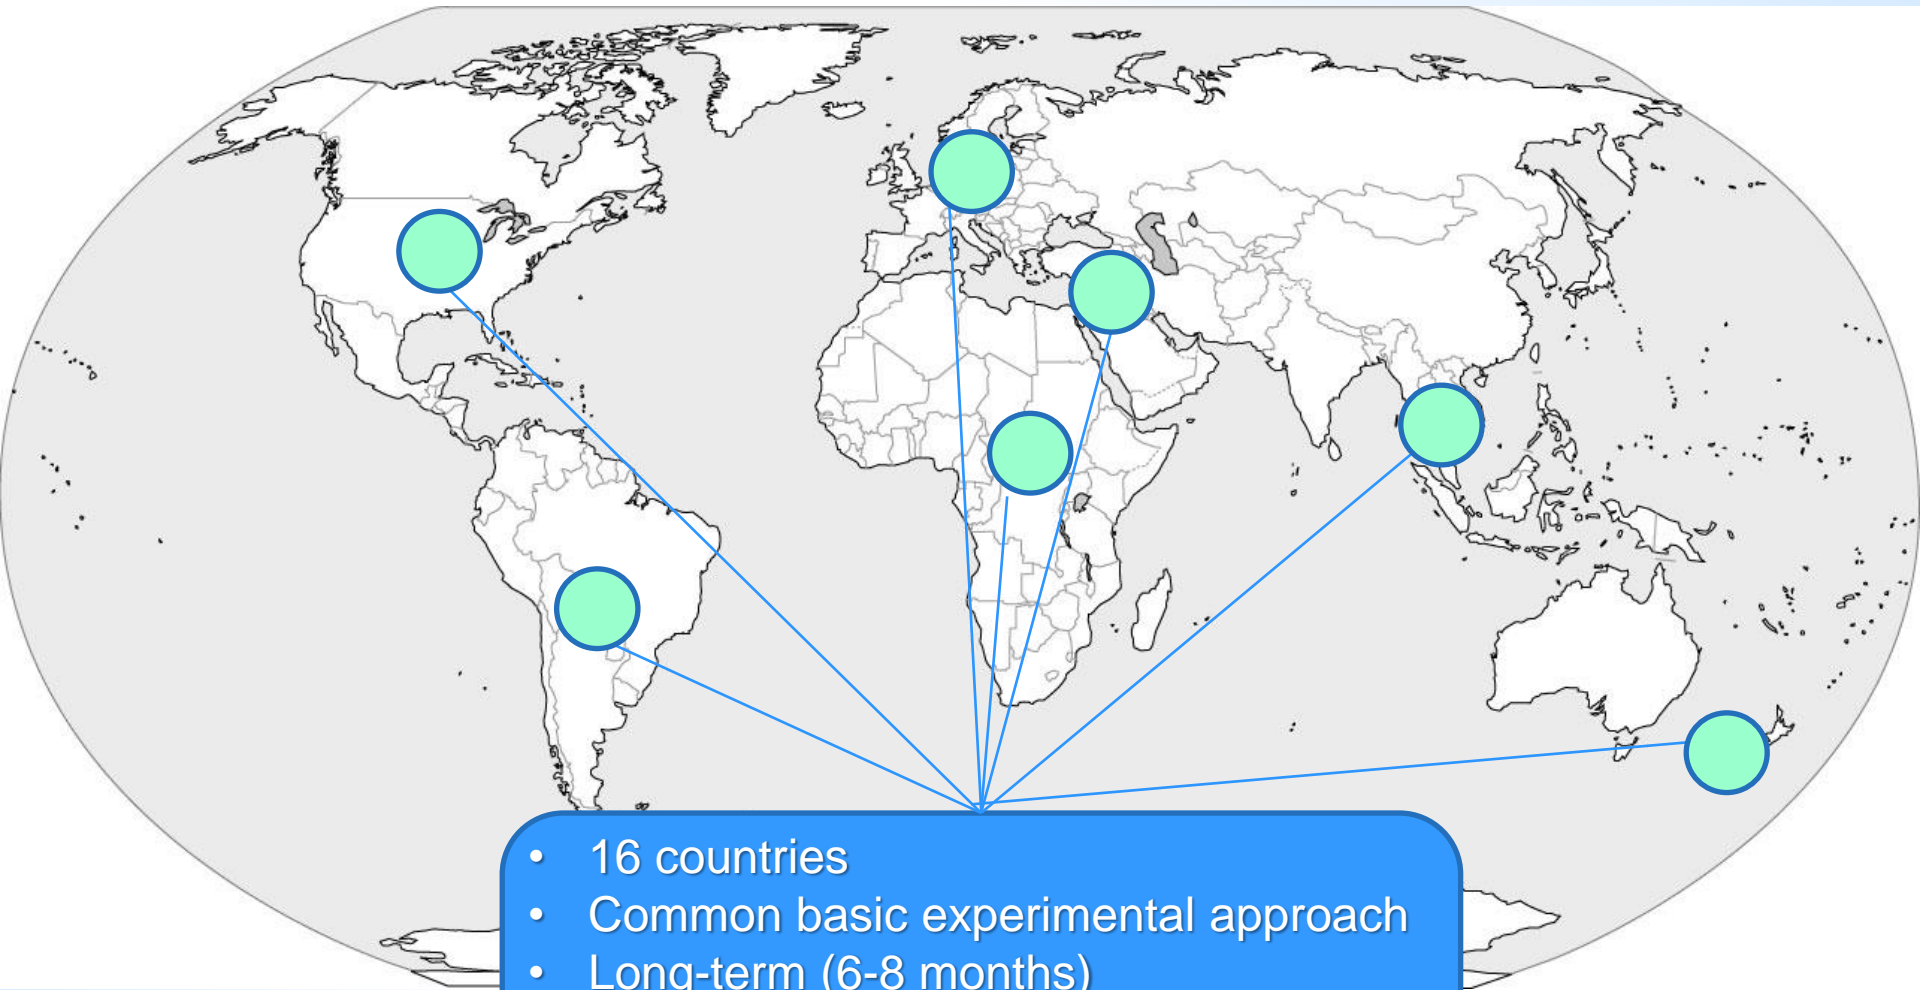 • 16 countries
• Common basic experimental approach
• Long-term (6-8 months)